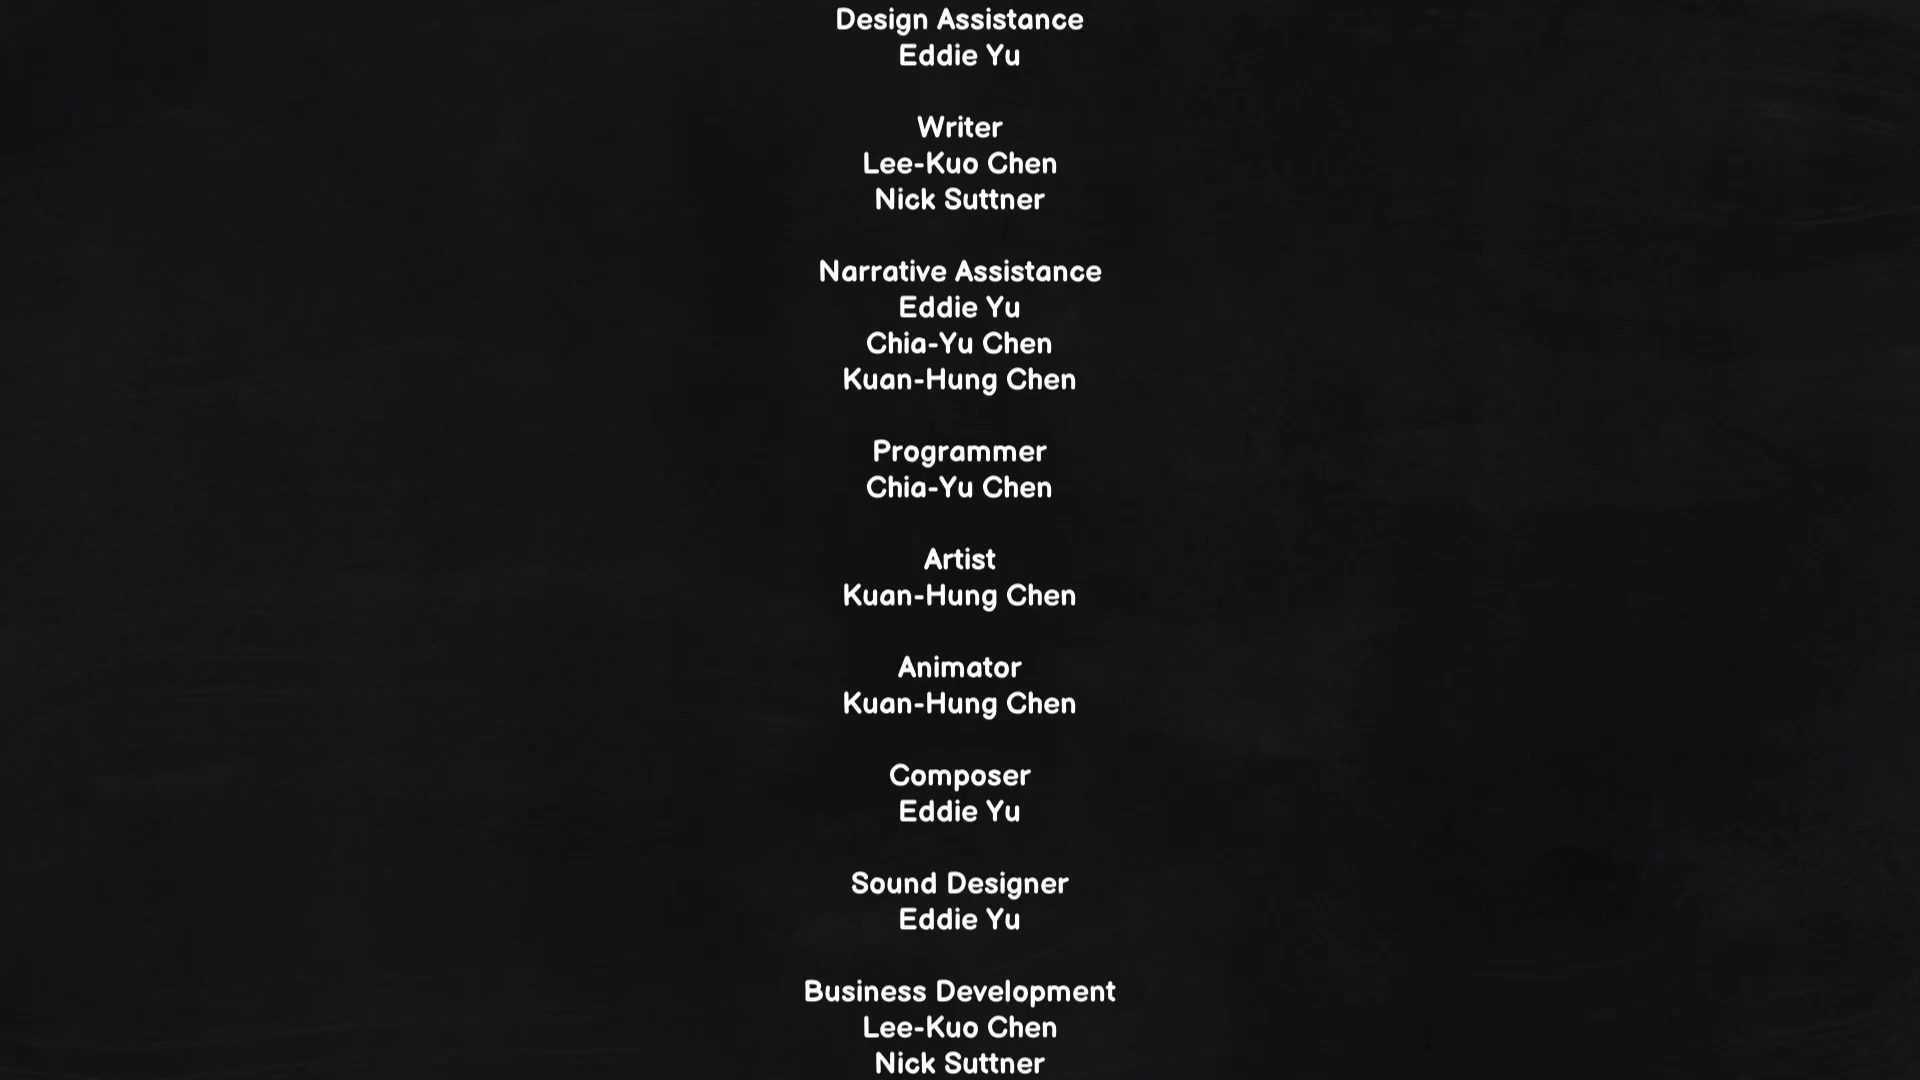 Design Assistance
Eddie Yu
Writer
Lee-Kuo Chen
Nick Suttner
Narrative Assistance
Eddie Yu
Chia-Yu Chen
Kuan-Hung Chen
Programmer
Chia-Yu Chen
Artist
Kuan-Hung Chen
Animator
Kuan-Hung Chen
Composer
Eddie Yu
Sound Designer
Eddie Yu
Business Development
Lee-Kuo Chen
Nick Suttner